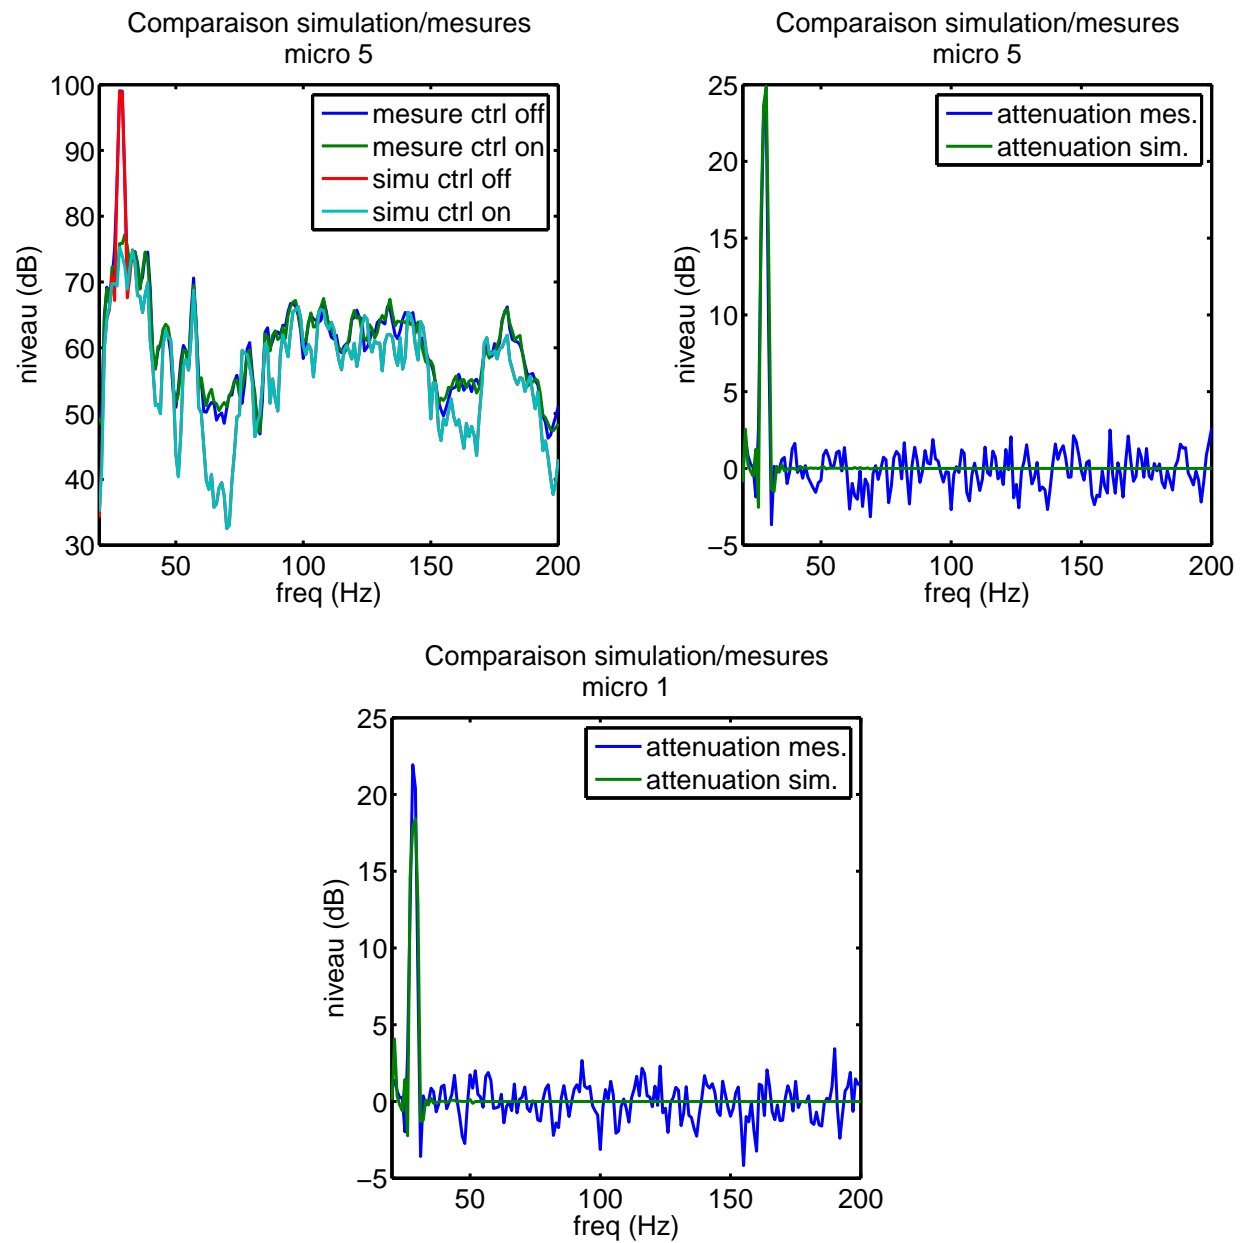 Comparaison simulation/mesures
micro 5
100
90
80
70
60
50
40
30
niveau (dB)
50
100
150
200
freq (Hz)
mesure ctrl off
mesure ctrl on
simu ctrl off
simu ctrl on
Comparaison simulation/mesures
micro 5
25
20
15
10
5
0
−5
niveau (dB)
50
100
150
200
freq (Hz)
attenuation mes.
attenuation sim.
Comparaison simulation/mesures
micro 1
25
20
15
10
5
0
−5
niveau (dB)
50
100
150
200
freq (Hz)
attenuation mes.
attenuation sim.